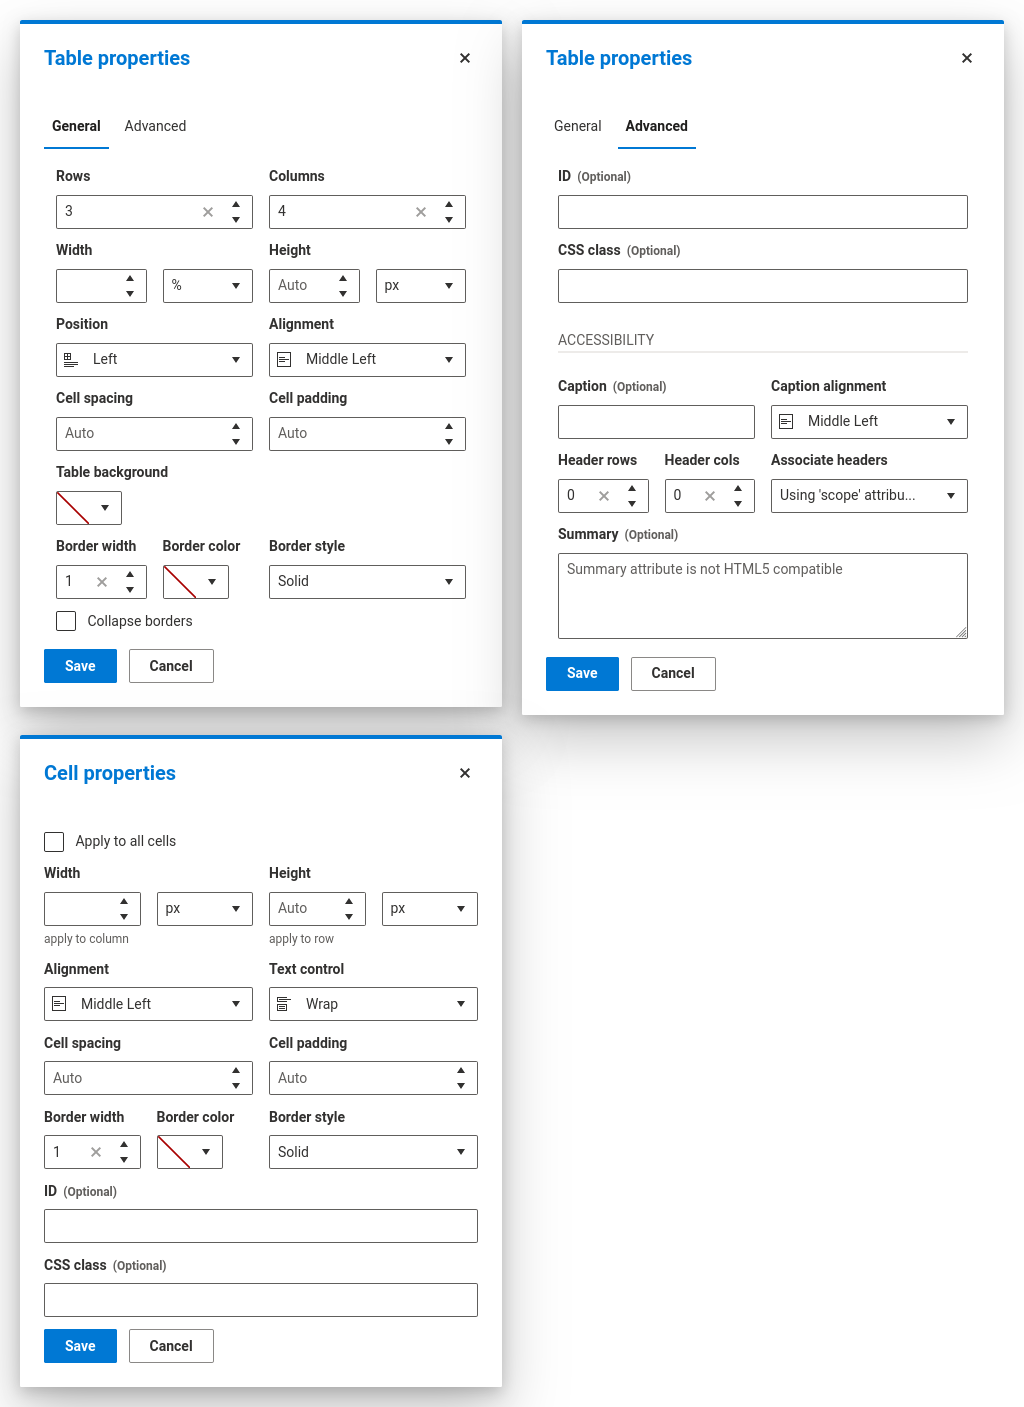 Table properties
General Advanced
Rows Columns
3 4
Width Height
% Auto px
Position Alignment
Left Middle Left
Cell spacing Cell padding
Auto Auto
Table background
Border width Border color Border style
1 Solid
Collapse borders
Save Cancel
Table properties
General Advanced
ID (Optional)
CSS class (Optional)
ACCESSIBILITY
Caption (Optional) Caption alignment
Middle Left
Header rows Header cols Associate headers
0 0 Using 'scope' attribu...
Summary (Optional)
Summary attribute is not HTML5 compatible
Save Cancel
Cell properties
Apply to all cells
Width Height
px Auto px
apply to column apply to row
Alignment Text control
Middle Left Wrap
Cell spacing Cell padding
Auto Auto
Border width Border color Border style
1 Solid
ID (Optional)
CSS class (Optional)
Save Cancel